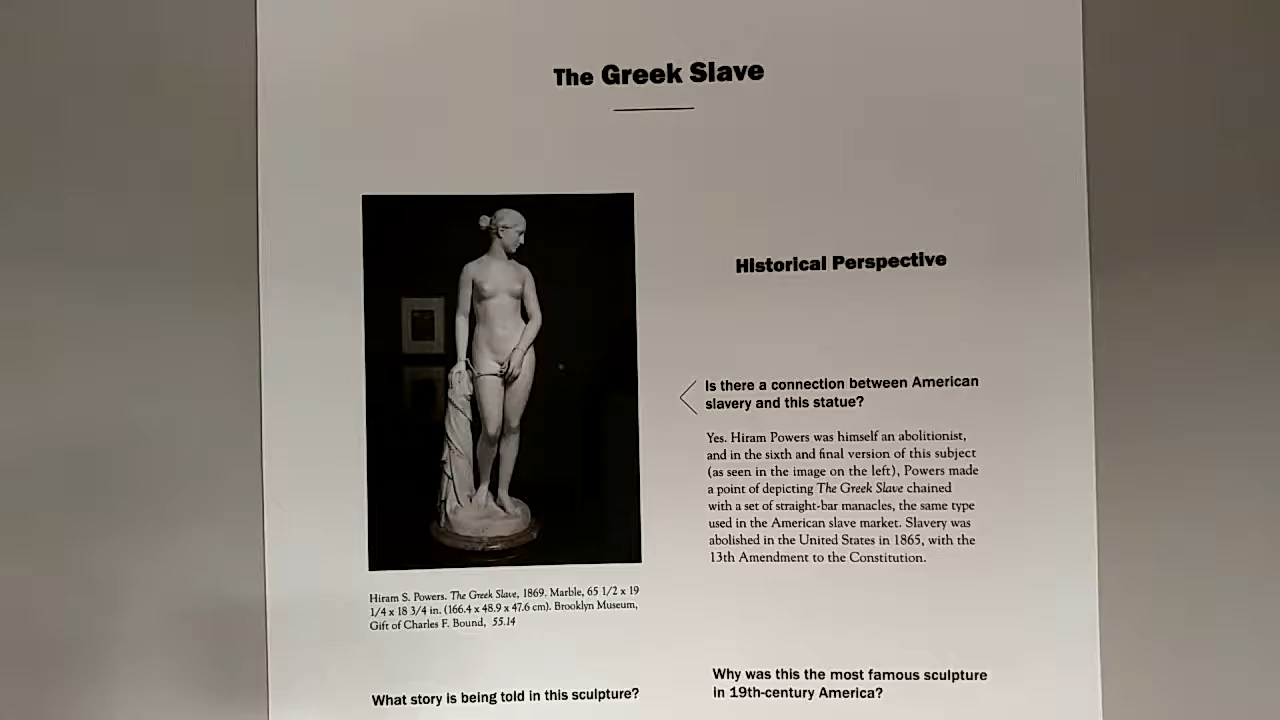 The Greek Slave
Hiram S. Powers. The Greek Slave, 1869. Marble, 65 1/2 x 19
1/4 x 18 3/4 in. (166.4 x 48.9 x 47.6 cm). Brooklyn Museum,
Gift of Charles F. Bound, 55.14
What story is being told in this sculpture?
Historical Perspective
Is there a connection between American
slavery and this statue?
Yes. Hiram Powers was himself an abolitionist,
and in the sixth and final version of this subject
(as seen in the image on the left), Powers made
a point of depicting The Greek Slave chained
with a set of straight-bar manacles, the same type
used in the American slave market. Slavery was
abolished in the United States in 1865, with the
13th Amendment to the Constitution.
Why was this the most famous sculpture
in 19th-century America?